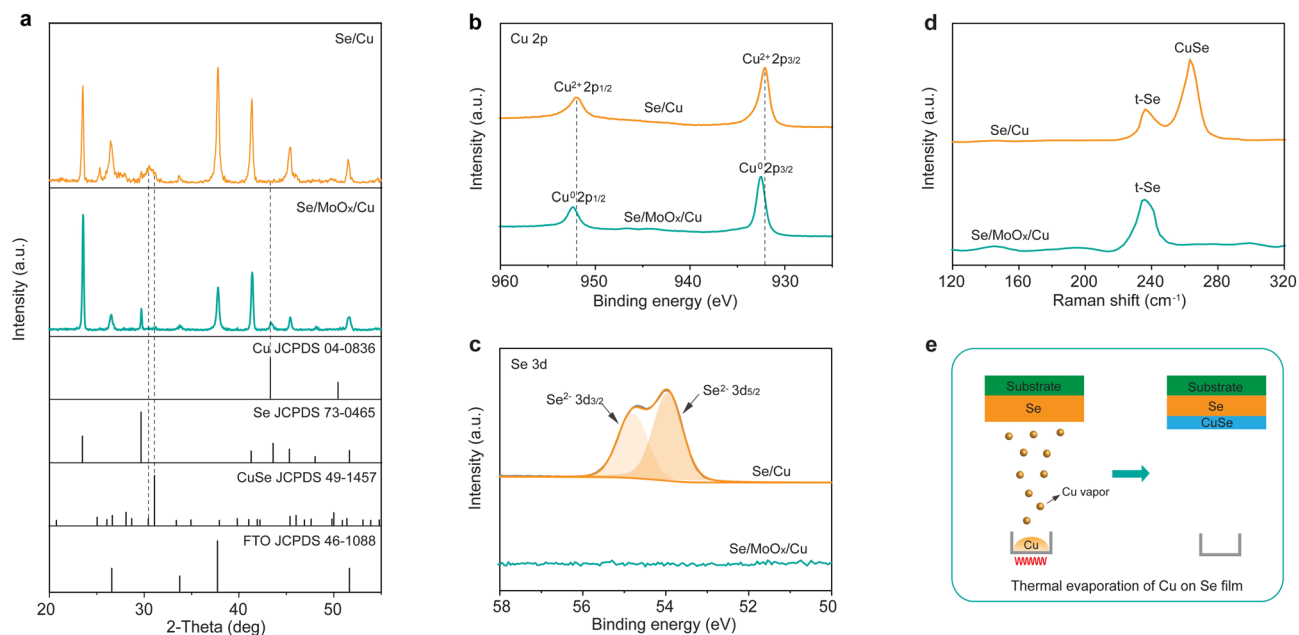 a
Se/Cu
Se/MoOₓ/Cu
Cu JCPDS 04-0836
Se JCPDS 73-0465
CuSe JCPDS 49-1457
FTO JCPDS 46-1088
Intensity (a.u.)
20 30 40 50
2-Theta (deg)
b
Cu 2p
Cu²⁺ 2p₁/₂
Cu²⁺ 2p₃/₂
Se/Cu
Cu⁰ 2p₁/₂
Cu⁰ 2p₃/₂
Se/MoOₓ/Cu
Intensity (a.u.)
960 950 940 930
Binding energy (eV)
c
Se 3d
Se²⁻ 3d₃/₂
Se²⁻ 3d₅/₂
Se/Cu
Se/MoOₓ/Cu
Intensity (a.u.)
58 56 54 52 50
Binding energy (eV)
d
CuSe
t-Se
Se/Cu
t-Se
Se/MoOₓ/Cu
Intensity (a.u.)
120 160 200 240 280 320
Raman shift (cm⁻¹)
e
Substrate
Se
Substrate
Se
CuSe
Cu vapor
Cu
Thermal evaporation of Cu on Se film